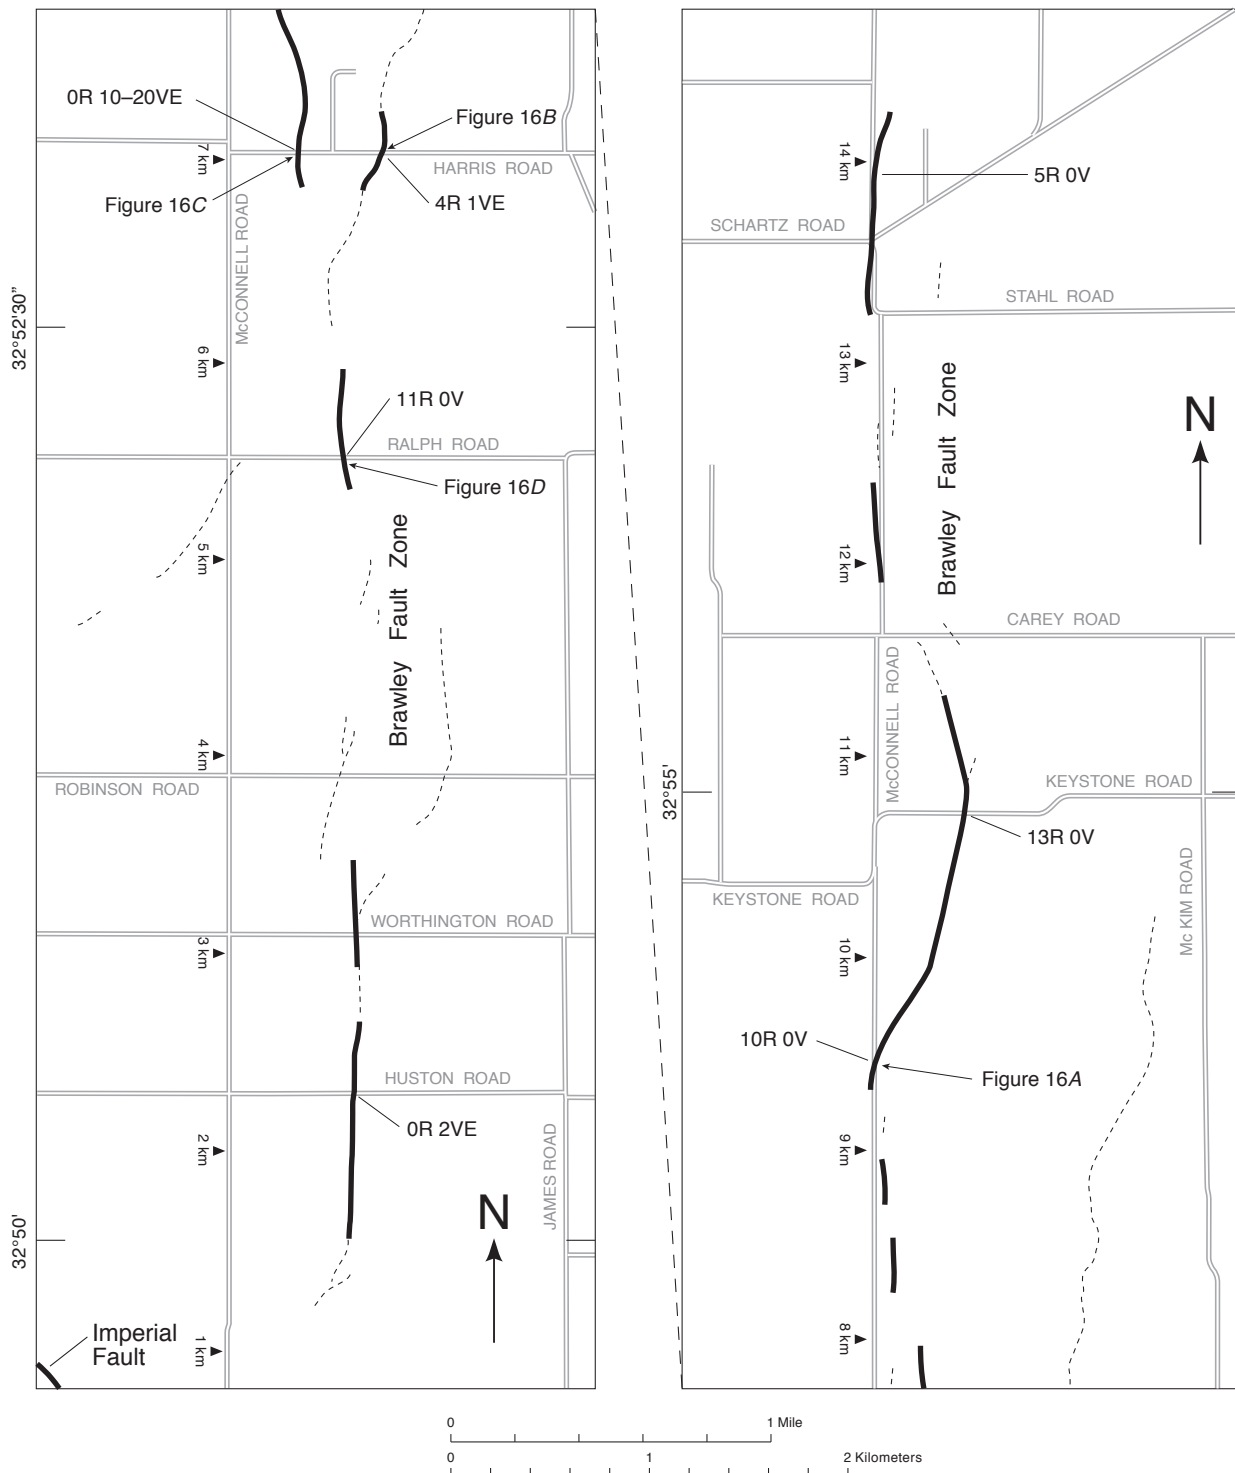 0R 10–20VE
Figure 16B
7 km
HARRIS ROAD
Figure 16C
4R 1VE
McCONNELL ROAD
32°52'30”
6 km
11R 0V
RALPH ROAD
Figure 16D
5 km
Brawley Fault Zone
4 km
ROBINSON ROAD
WORTHINGTON ROAD
3 km
HUSTON ROAD
0R 2VE
2 km
JAMES ROAD
N
32°50'
Imperial
Fault
1 km
14 km
5R 0V
SCHARTZ ROAD
STAHL ROAD
13 km
Brawley Fault Zone
N
12 km
CAREY ROAD
McCONNELL ROAD
11 km
32°55'
KEYSTONE ROAD
13R 0V
Mc KIM ROAD
KEYSTONE ROAD
10 km
10R 0V
Figure 16A
9 km
8 km
0 1 Mile
0 1 2 Kilometers